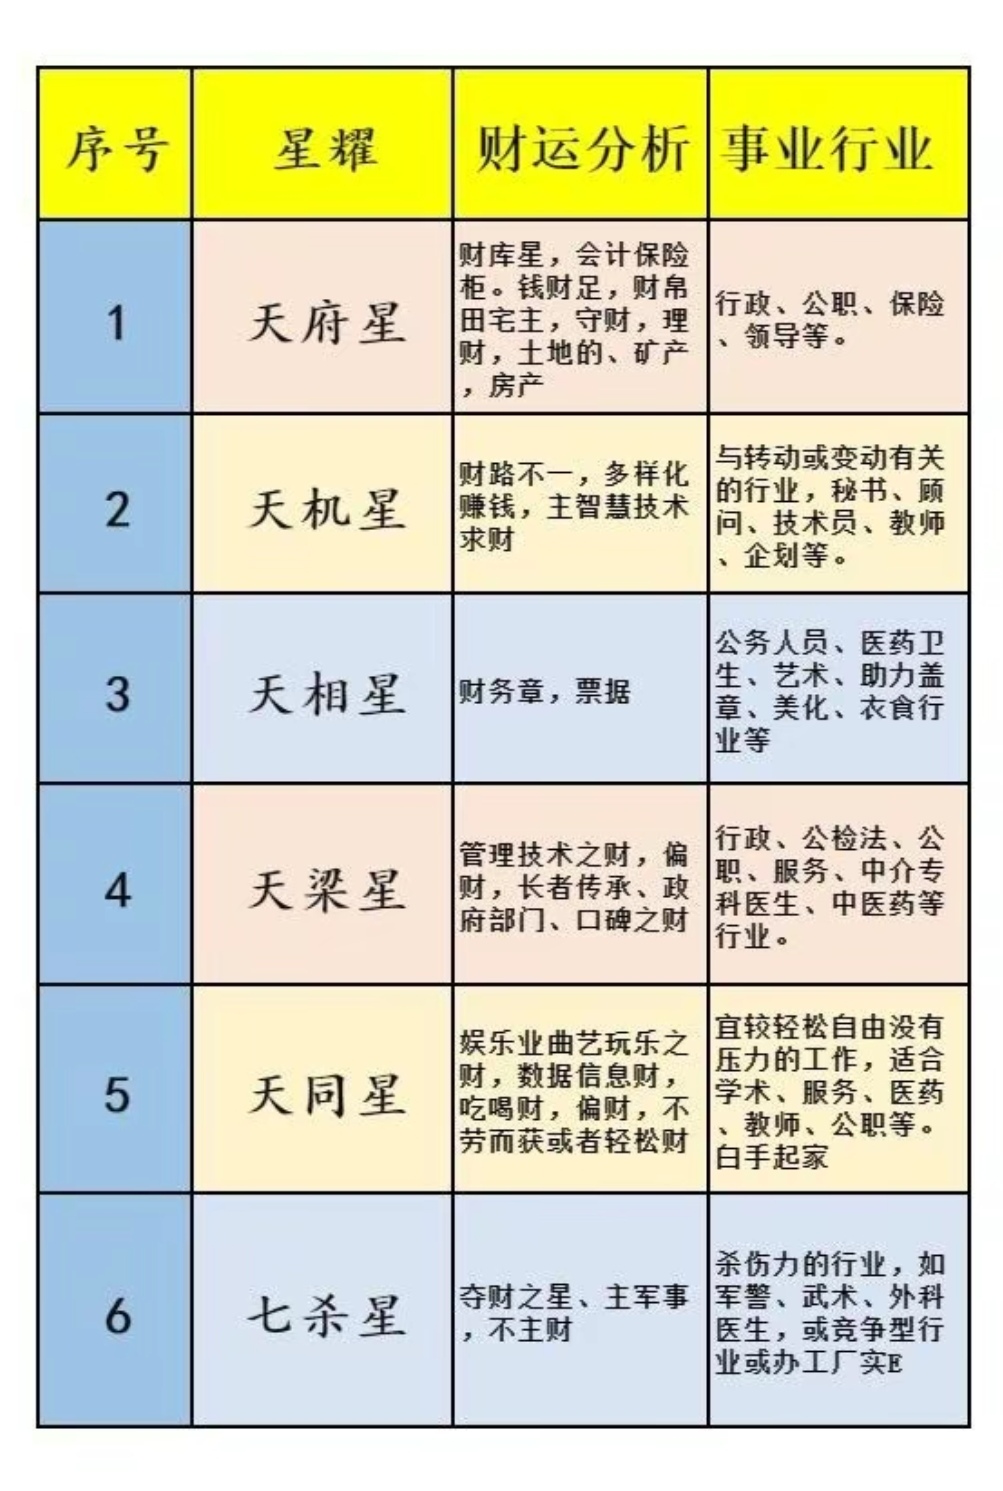 序号 星耀 财运分析 事业行业
1
天府星
财库星，会计保险
柜。钱财足，财帛
田宅主，守财，理
财，土地的、矿产
，房产
行政、公职、保险
、领导等。
2
天机星
财路不一，多样化
赚钱，主智慧技术
求财
与转动或变动有关
的行业，秘书、顾
问、技术员、教师
、企划等。
3
天相星
财务章，票据
公务人员、医药卫
生、艺术、助力盖
章、美化、衣食行
业等
4
天梁星
管理技术之财，偏
财，长者传承、政
府部门、口碑之财
行政、公检法、公
职、服务、中介专
科医生、中医药等
行业。
5
天同星
娱乐业曲艺玩乐之
财，数据信息财，
吃喝财，偏财，不
劳而获或者轻松财
宜较轻松自由没有
压力的工作，适合
学术、服务、医药
、教师、公职等。
白手起家
6
七杀星
夺财之星、主军事
，不主财
杀伤力的行业，如
军警、武术、外科
医生，或竞争型行
业或办工厂实E